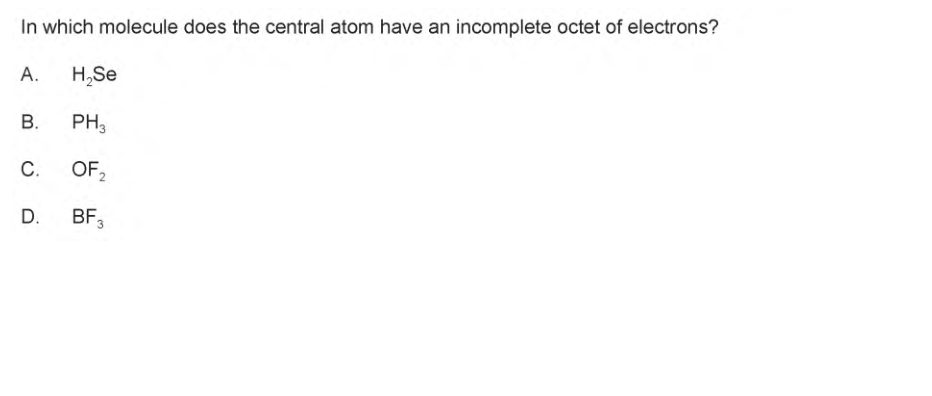 In which molecule does the central atom have an incomplete octet of electrons?
A. H₂Se
B. PH₃
C. OF₂
D. BF₃